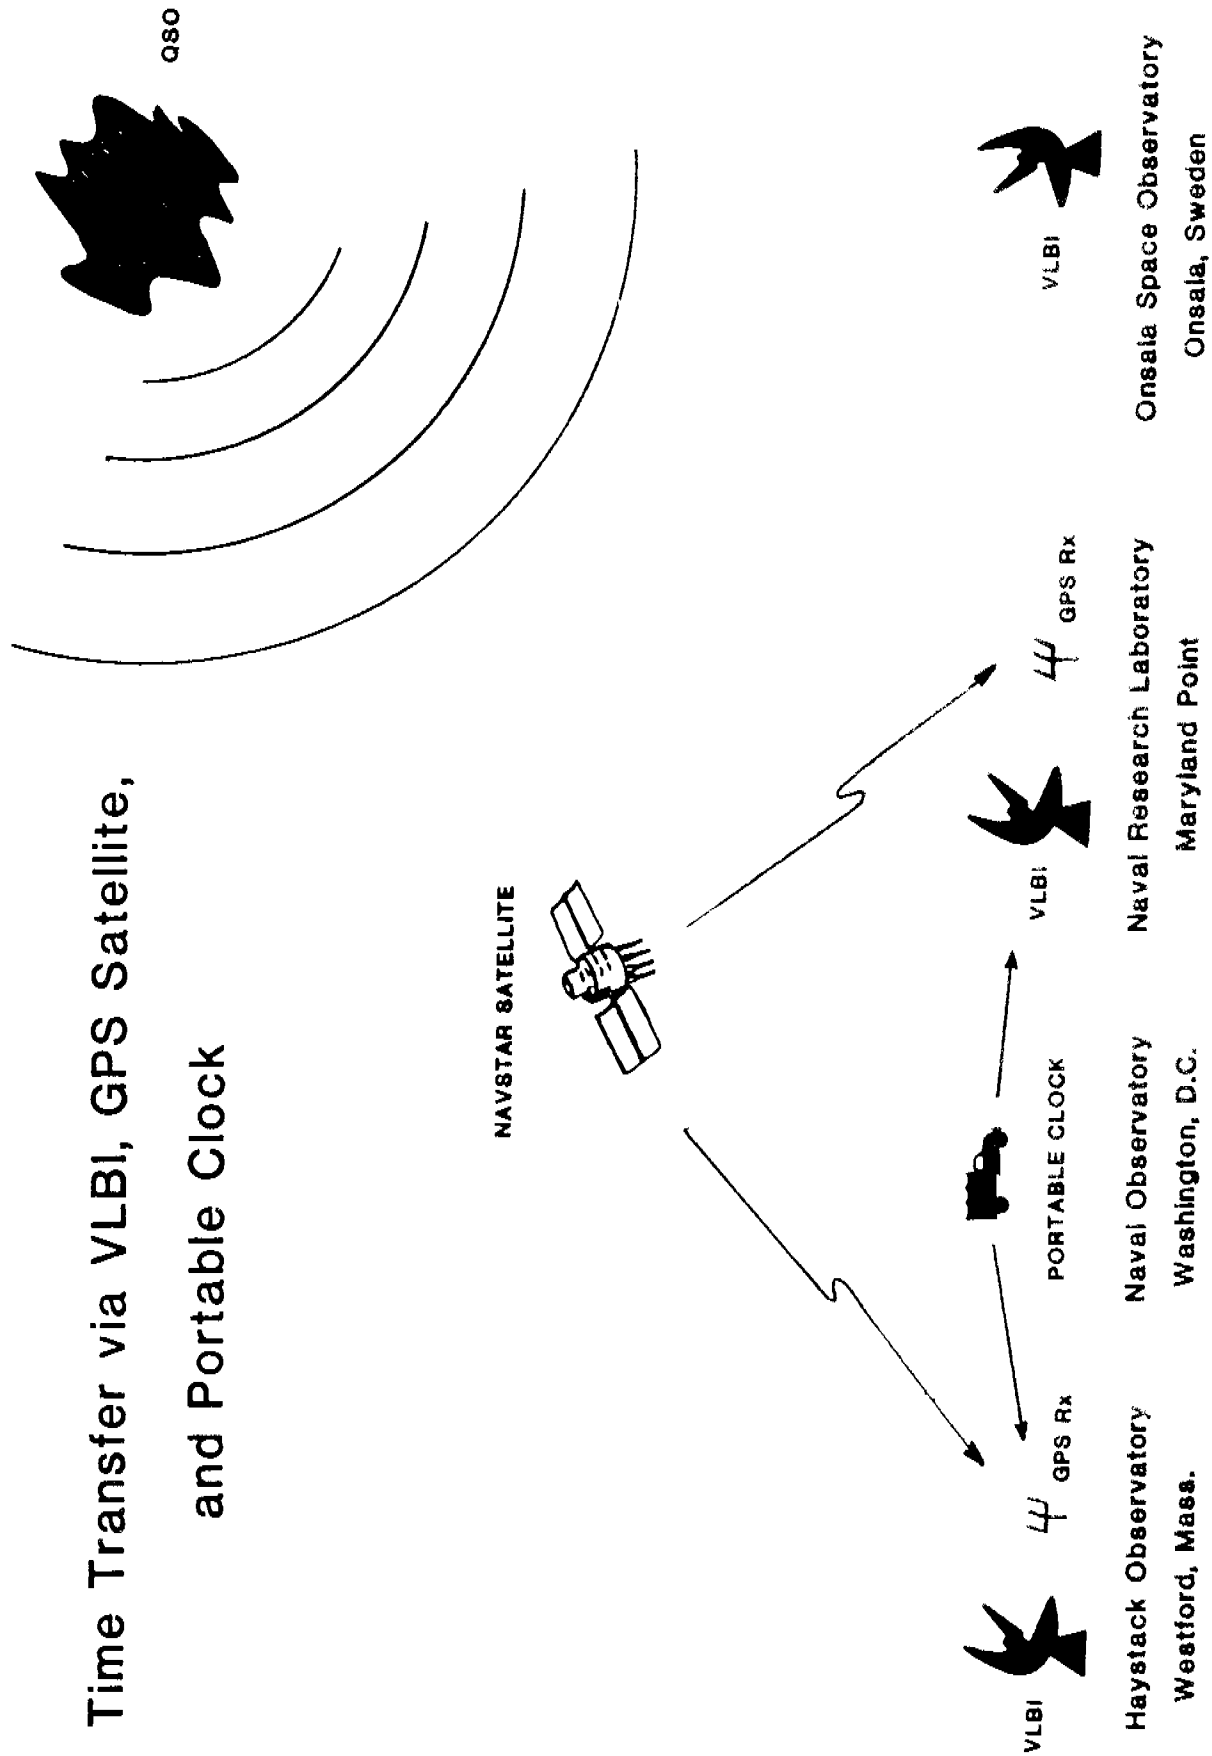 Time Transfer via VLBI, GPS Satellite,
and Portable Clock
QSO
NAVSTAR SATELLITE
VLBI
GPS Rx
PORTABLE CLOCK
VLBI
GPS Rx
VLBI
Haystack Observatory
Westford, Mass.
Naval Observatory
Washington, D.C.
Naval Research Laboratory
Maryland Point
Onsala Space Observatory
Onsala, Sweden